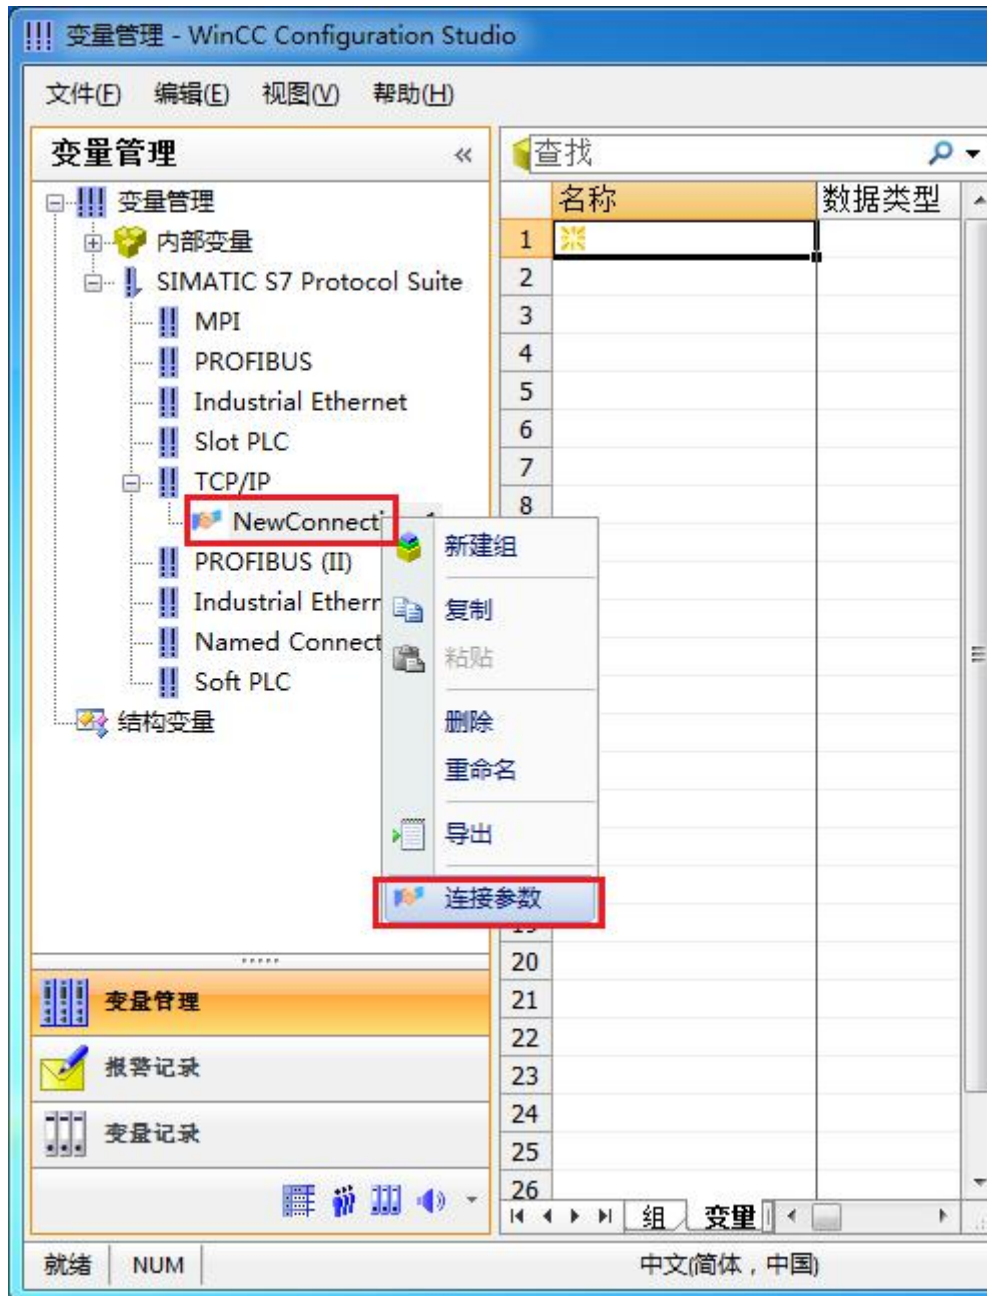 变量管理 - WinCC Configuration Studio
文件(F) 编辑(E) 视图(V) 帮助(H)
变量管理 «
查找
变量管理
内部变量
SIMATIC S7 Protocol Suite
MPI
PROFIBUS
Industrial Ethernet
Slot PLC
TCP/IP
NewConnecti
PROFIBUS (II)
Industrial Ethern
Named Connect
Soft PLC
结构变量
名称 数据类型
1
2
3
4
5
6
7
8
新建组
复制
粘贴
删除
重命名
导出
连接参数
19
20
21
22
23
24
25
26
变量管理
报警记录
变量记录
组 变量
就绪 NUM 中文(简体，中国)